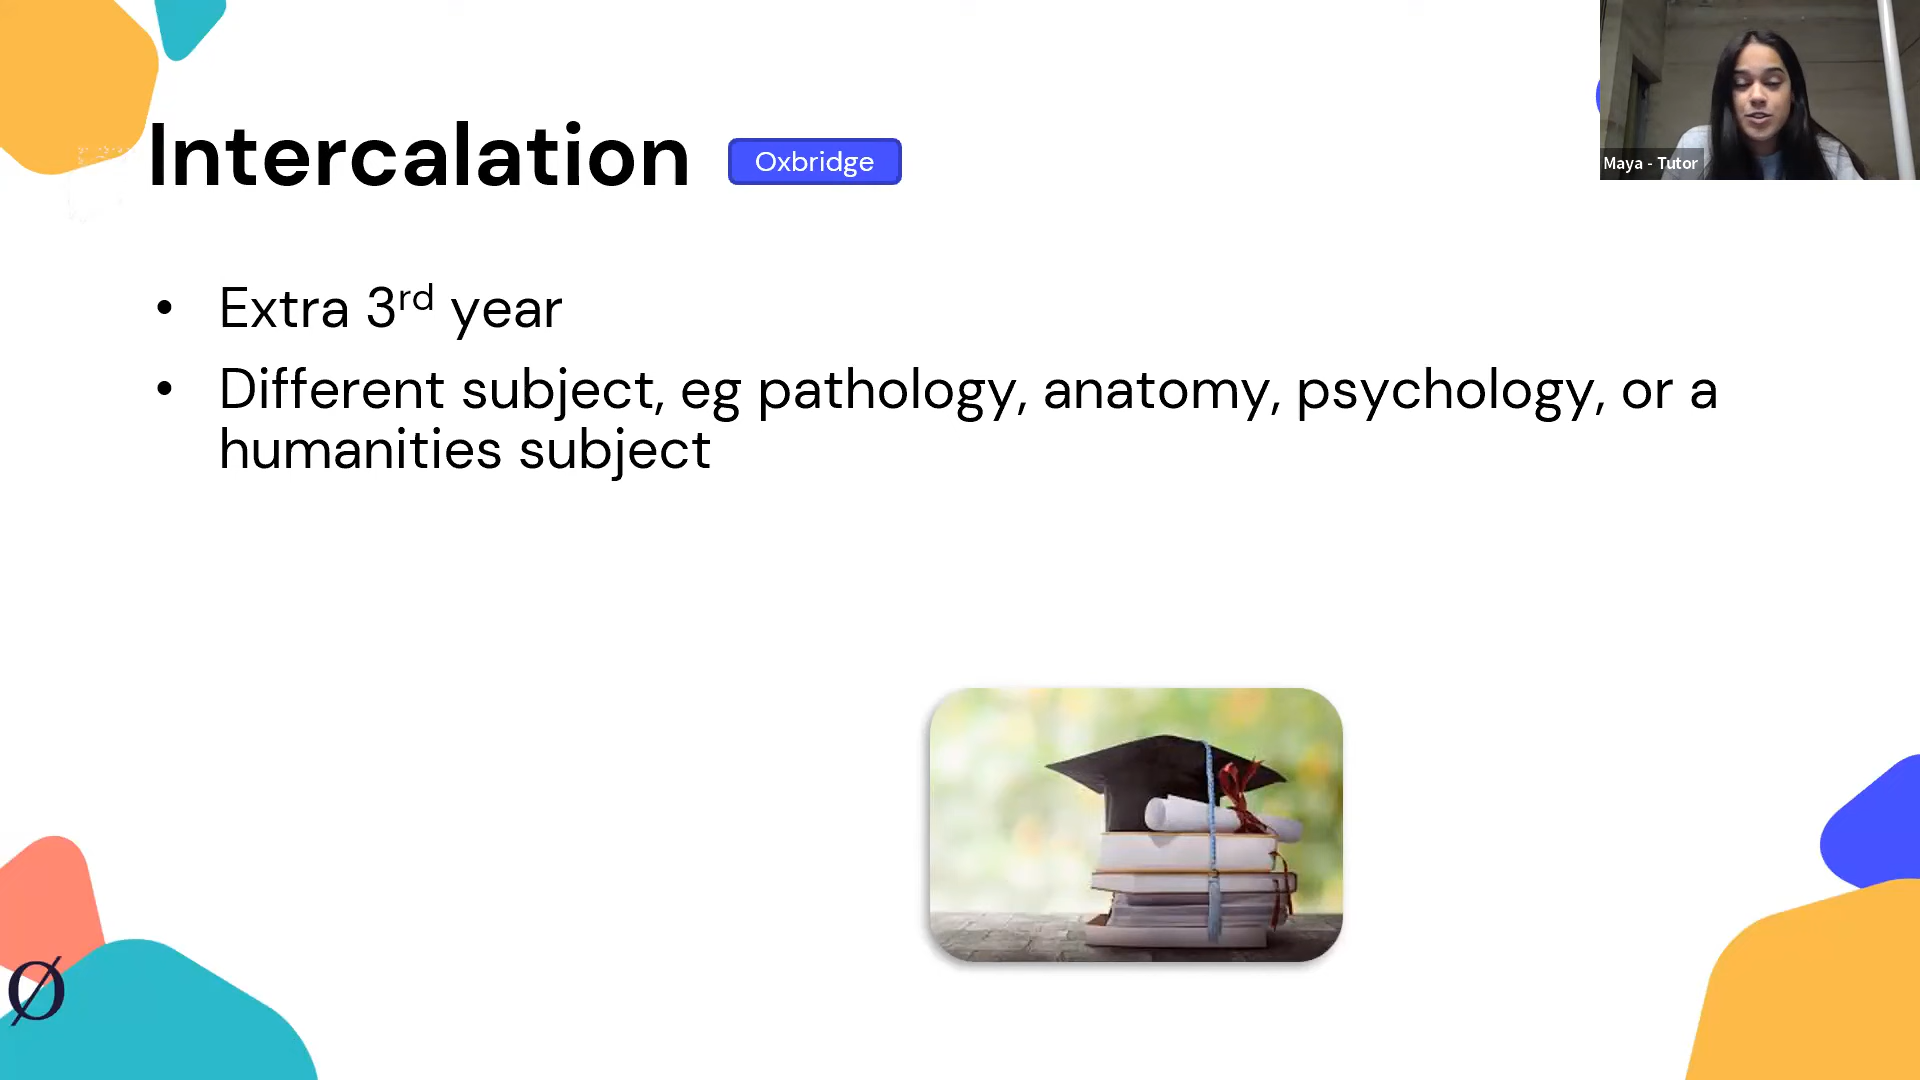 Intercalation
Oxbridge
Maya - Tutor
• Extra 3rd year
• Different subject, eg pathology, anatomy, psychology, or a
humanities subject
Ø